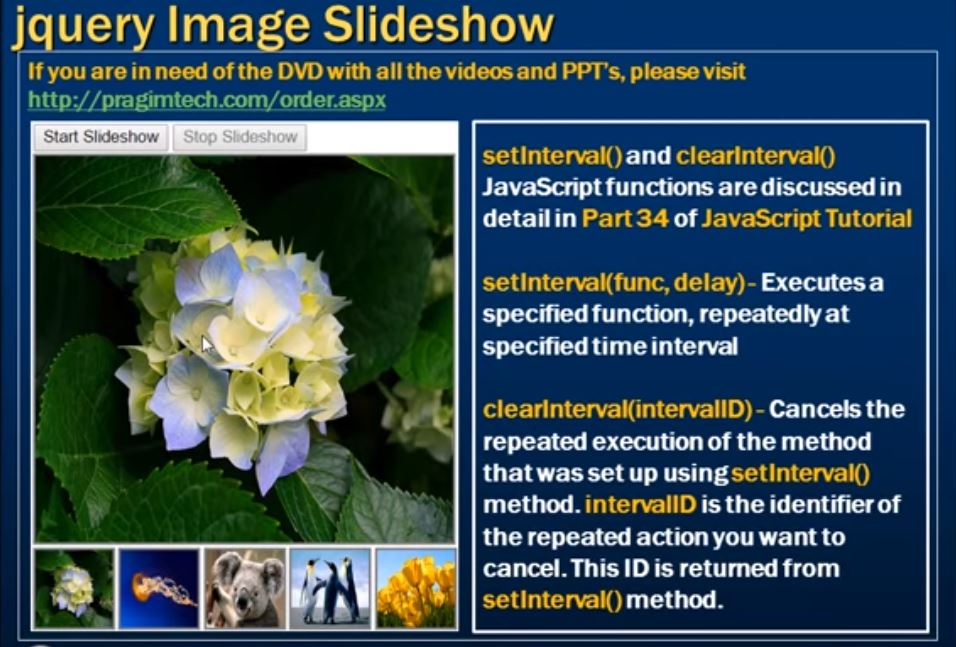 jquery Image Slideshow
If you are in need of the DVD with all the videos and PPT's, please visit
http://pragimtech.com/order.aspx
Start Slideshow
Stop Slideshow
setInterval() and clearInterval()
JavaScript functions are discussed in
detail in Part 34 of JavaScript Tutorial
setInterval(func, delay) - Executes a
specified function, repeatedly at
specified time interval
clearInterval(intervalID) - Cancels the
repeated execution of the method
that was set up using setInterval()
method. intervalID is the identifier of
the repeated action you want to
cancel. This ID is returned from
setInterval() method.